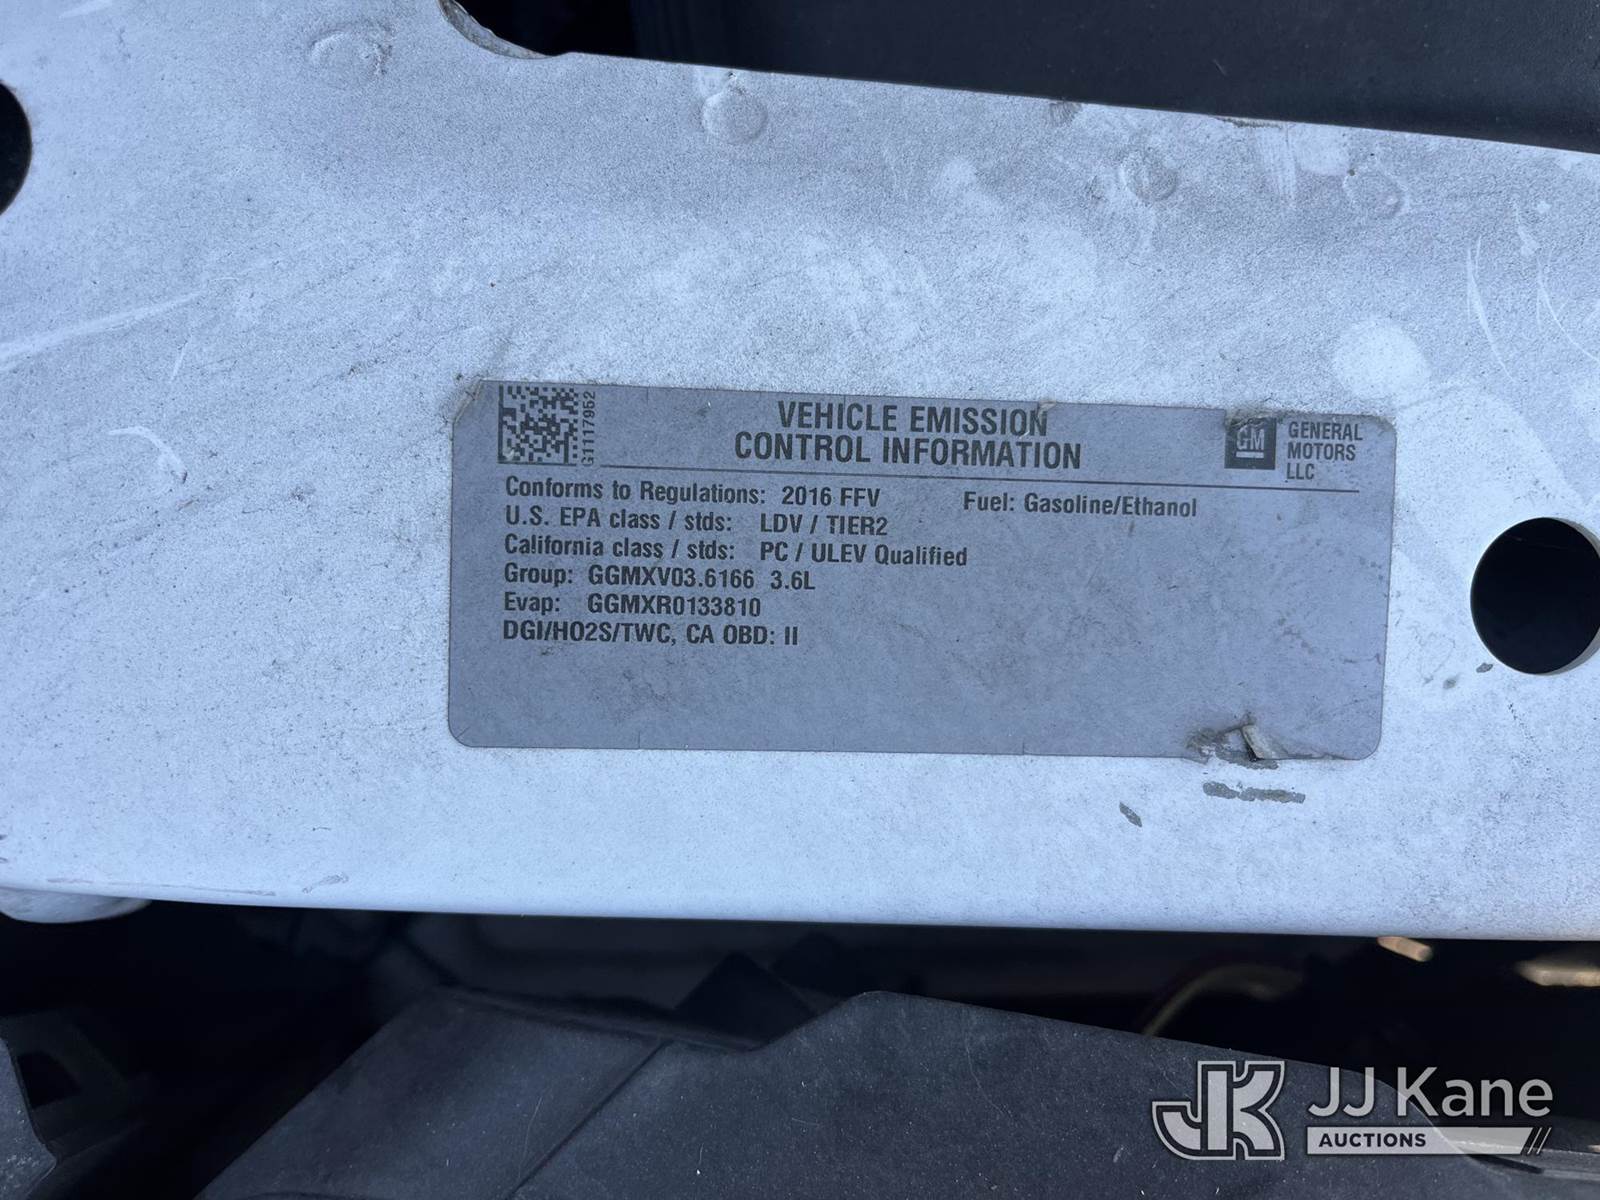 G1117952
VEHICLE EMISSION
CONTROL INFORMATION
GM
GENERAL
MOTORS
LLC
Conforms to Regulations: 2016 FFV Fuel: Gasoline/Ethanol
U.S. EPA class / stds: LDV / TIER2
California class / stds: PC / ULEV Qualified
Group: GGMXV03.6166 3.6L
Evap: GGMXR0133810
DGI/HO2S/TWC, CA OBD: II
JK
JJ Kane
AUCTIONS